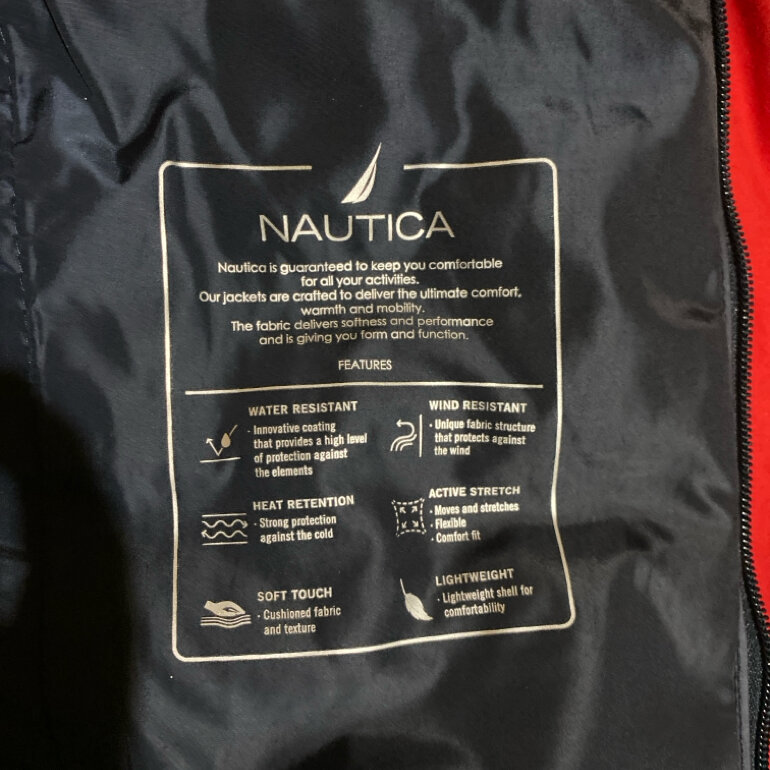 NAUTICA
Nautica is guaranteed to keep you comfortable
for all your activities.
Our jackets are crafted to deliver the ultimate comfort,
warmth and mobility.
The fabric delivers softness and performance
and is giving you form and function.
FEATURES
WATER RESISTANT
· Innovative coating
that provides a high level
of protection against
the elements
WIND RESISTANT
· Unique fabric structure
that protects against
the wind
HEAT RETENTION
· Strong protection
against the cold
ACTIVE STRETCH
· Moves and stretches
· Flexible
· Comfort fit
SOFT TOUCH
· Cushioned fabric
and texture
LIGHTWEIGHT
· Lightweight shell for
comfortability